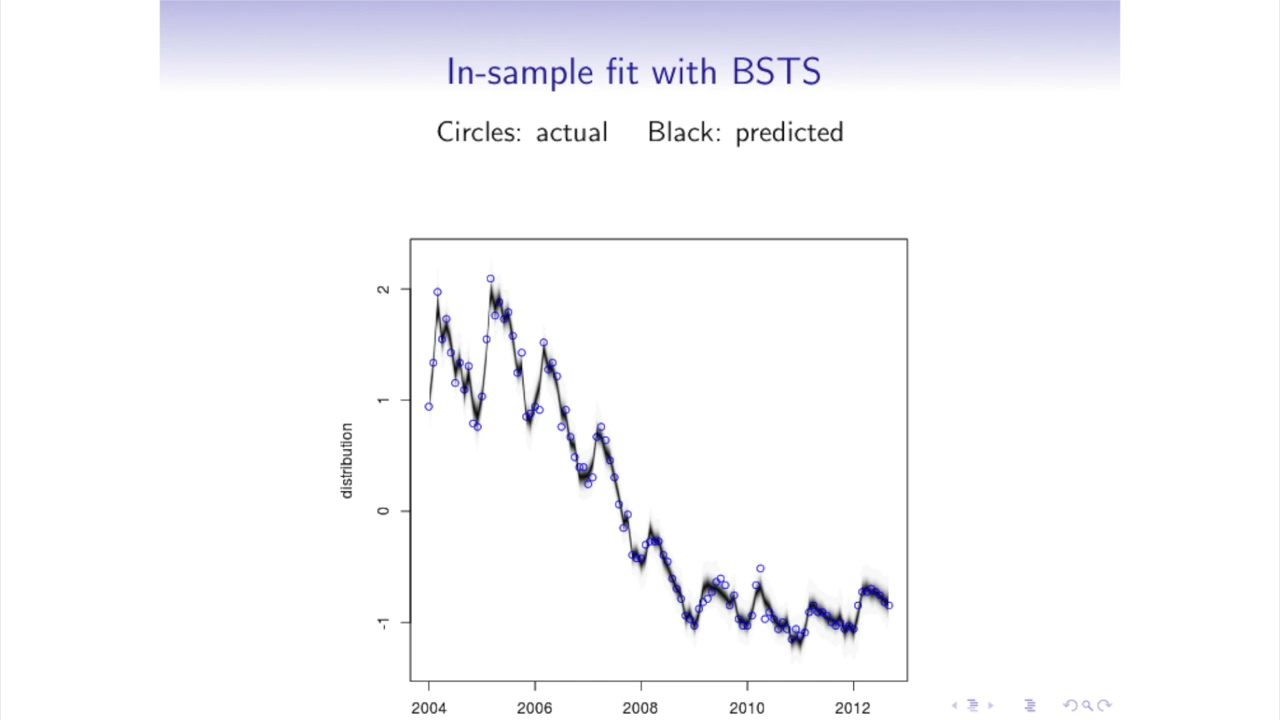 In-sample fit with BSTS
Circles: actual Black: predicted
distribution
2
1
0
-1
2004 2006 2008 2010 2012